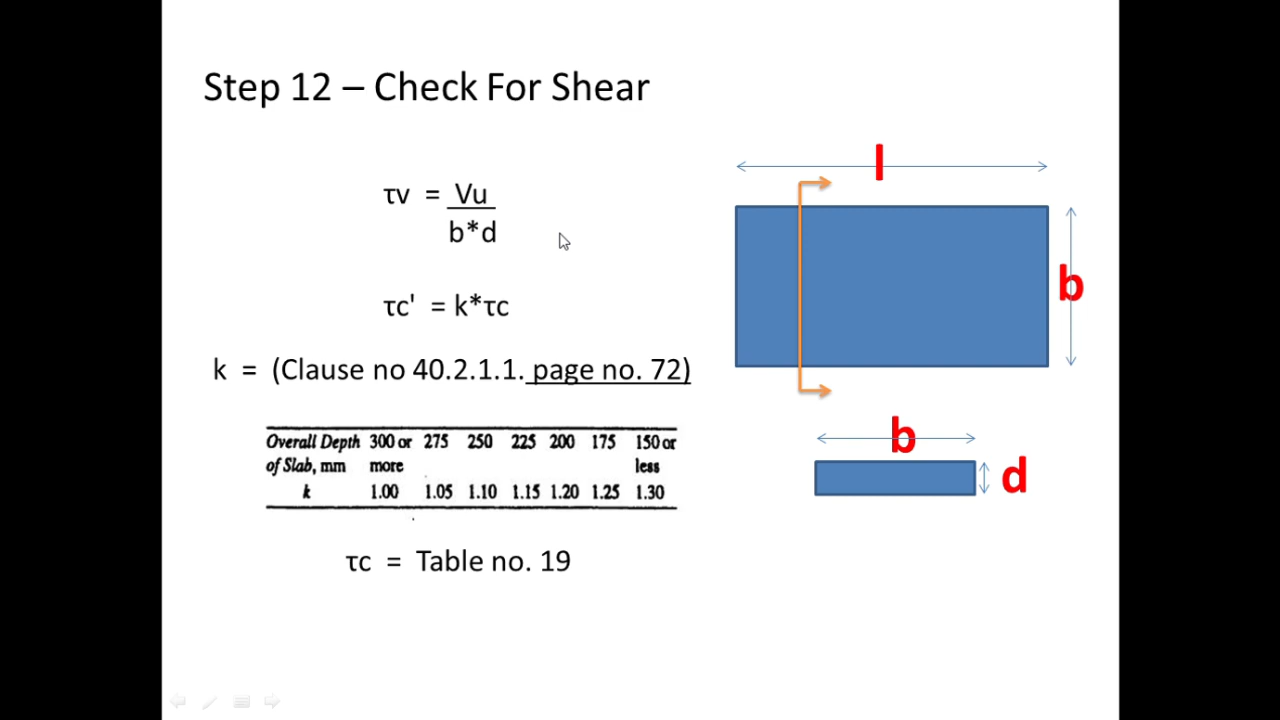 Step 12 – Check For Shear
τv = Vu
b*d
τc' = k*τc
k = (Clause no 40.2.1.1. page no. 72)
Overall Depth 300 or 275 250 225 200 175 150 or
of Slab, mm more less
k 1.00 1.05 1.10 1.15 1.20 1.25 1.30
τc = Table no. 19
l
b
b
d